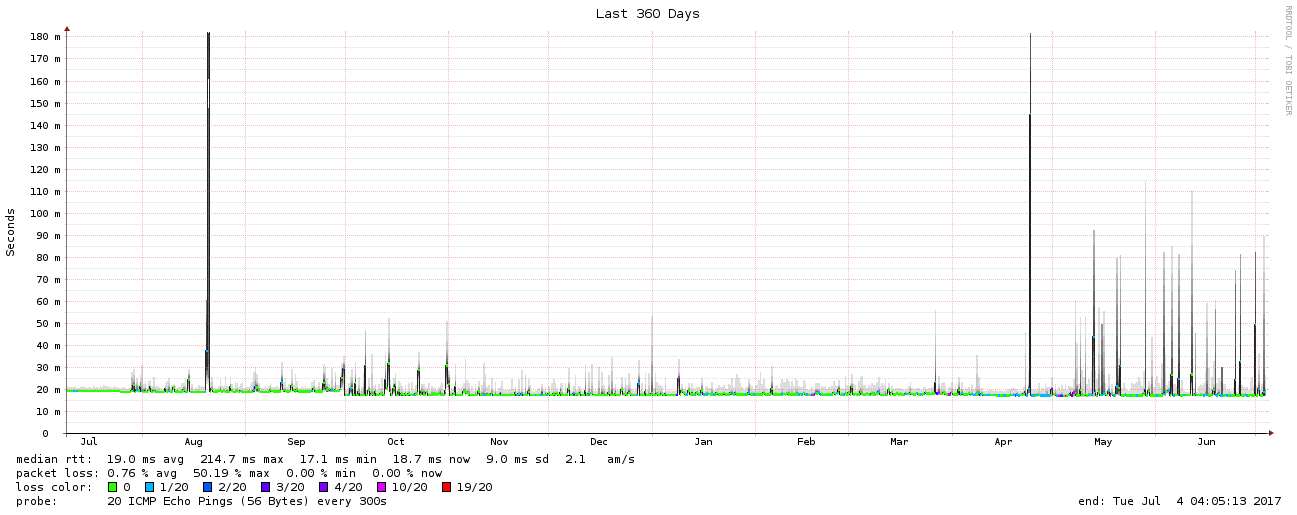 Last 360 Days
RRDTOOL / TOBI OETIKER
Seconds
180 m
170 m
160 m
150 m
140 m
130 m
120 m
110 m
100 m
90 m
80 m
70 m
60 m
50 m
40 m
30 m
20 m
10 m
0
Jul Aug Sep Oct Nov Dec Jan Feb Mar Apr May Jun
median rtt: 19.0 ms avg 214.7 ms max 17.1 ms min 18.7 ms now 9.0 ms sd 2.1 am/s
packet loss: 0.76 % avg 50.19 % max 0.00 % min 0.00 % now
loss color: 0 1/20 2/20 3/20 4/20 10/20 19/20
probe: 20 ICMP Echo Pings (56 Bytes) every 300s end: Tue Jul 4 04:05:13 2017